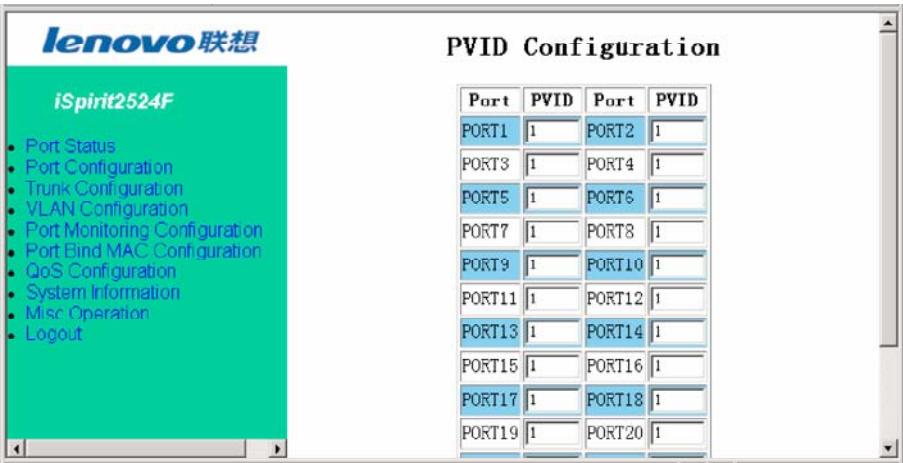 lenovo联想
iSpirit2524F
Port Status
Port Configuration
Trunk Configuration
VLAN Configuration
Port Monitoring Configuration
Port Bind MAC Configuration
QoS Configuration
System Information
Misc Operation
Logout
PVID Configuration
Port PVID Port PVID
PORT1 1 PORT2 1
PORT3 1 PORT4 1
PORT5 1 PORT6 1
PORT7 1 PORT8 1
PORT9 1 PORT10 1
PORT11 1 PORT12 1
PORT13 1 PORT14 1
PORT15 1 PORT16 1
PORT17 1 PORT18 1
PORT19 1 PORT20 1